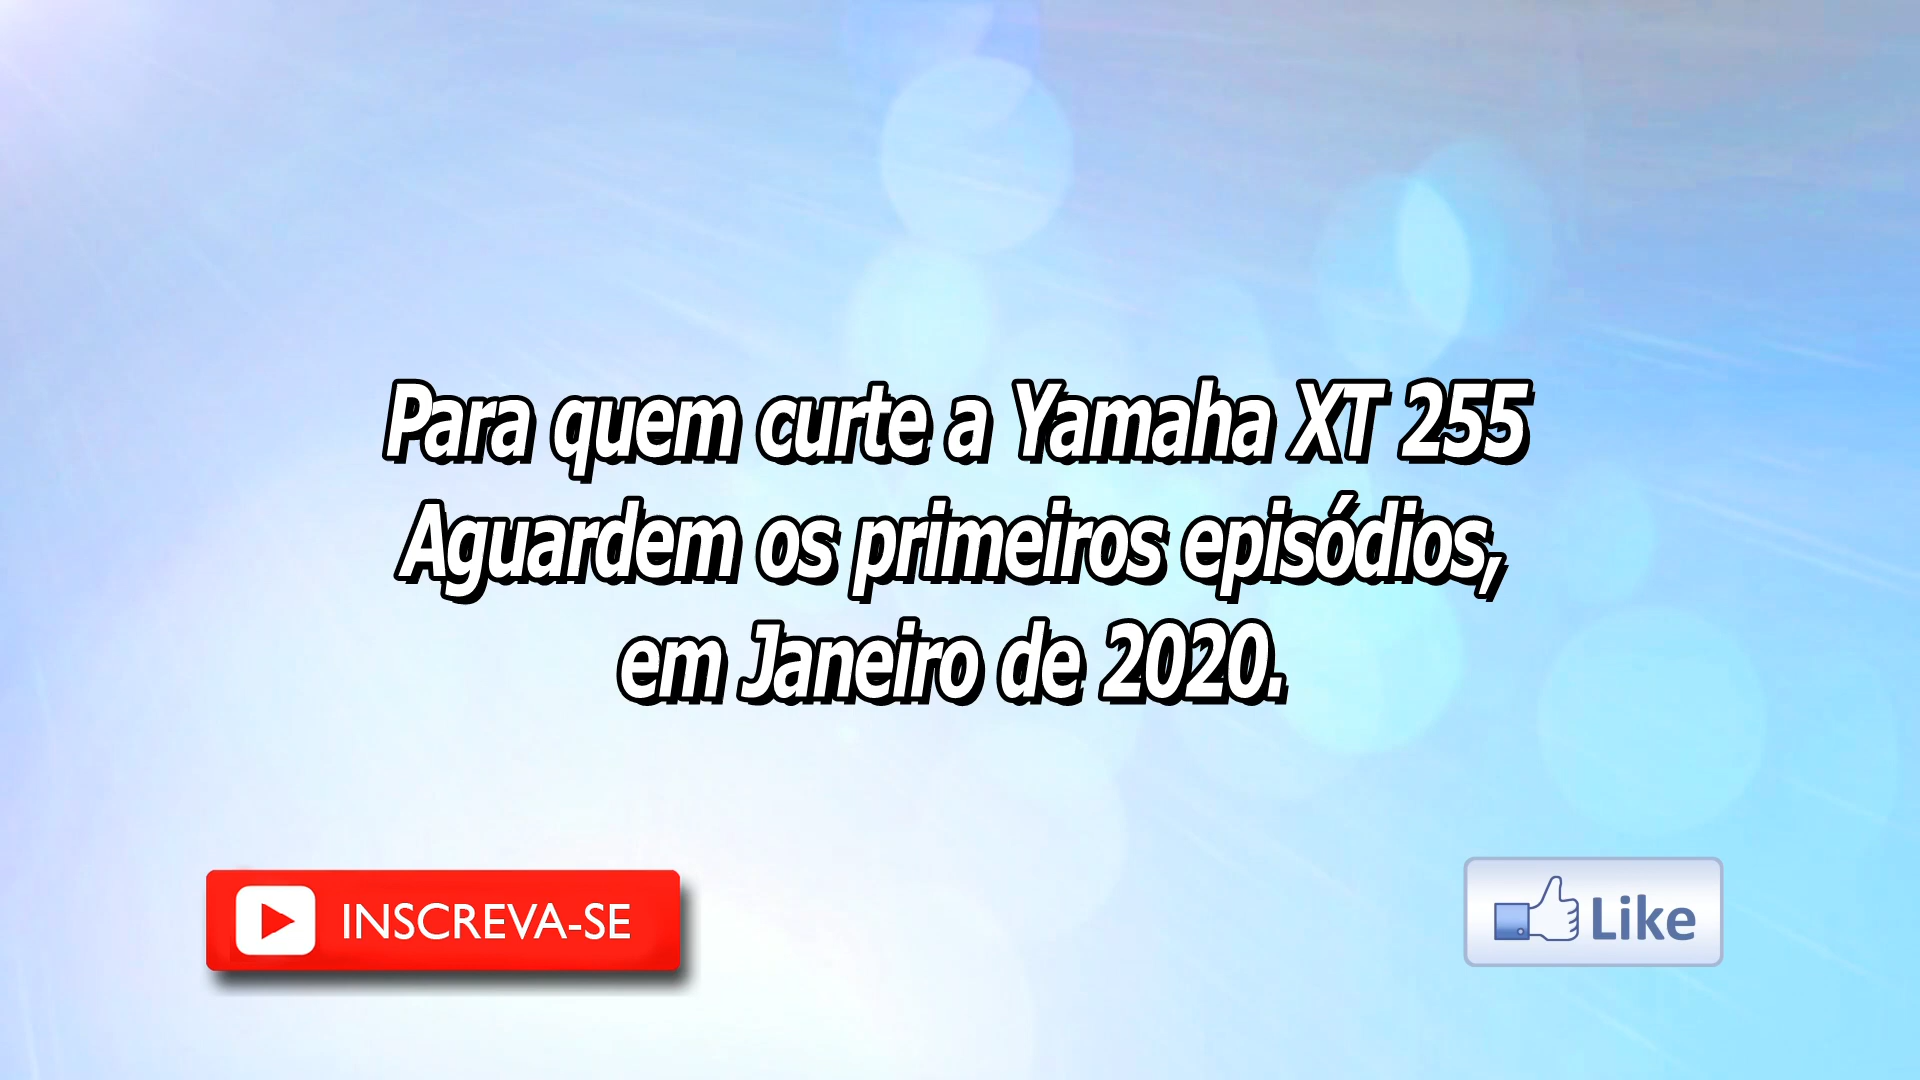 Para quem curte a Yamaha XT 255
Aguardem os primeiros episódios,
em Janeiro de 2020.
INSCREVA-SE
Like